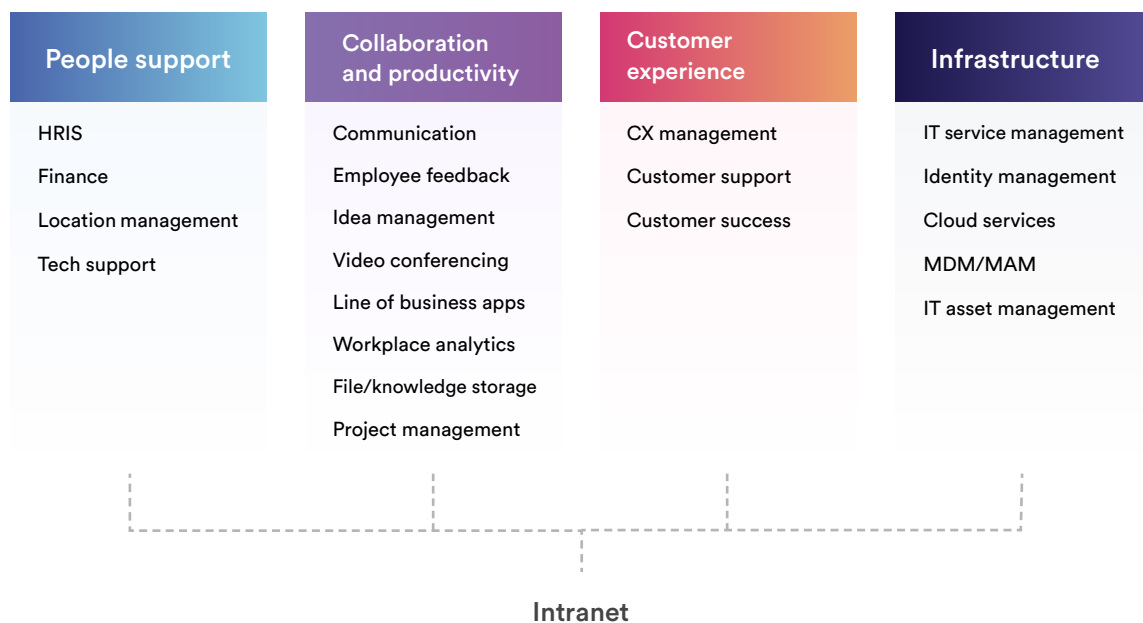 People support
HRIS
Finance
Location management
Tech support
Collaboration
and productivity
Communication
Employee feedback
Idea management
Video conferencing
Line of business apps
Workplace analytics
File/knowledge storage
Project management
Customer
experience
CX management
Customer support
Customer success
Infrastructure
IT service management
Identity management
Cloud services
MDM/MAM
IT asset management
Intranet